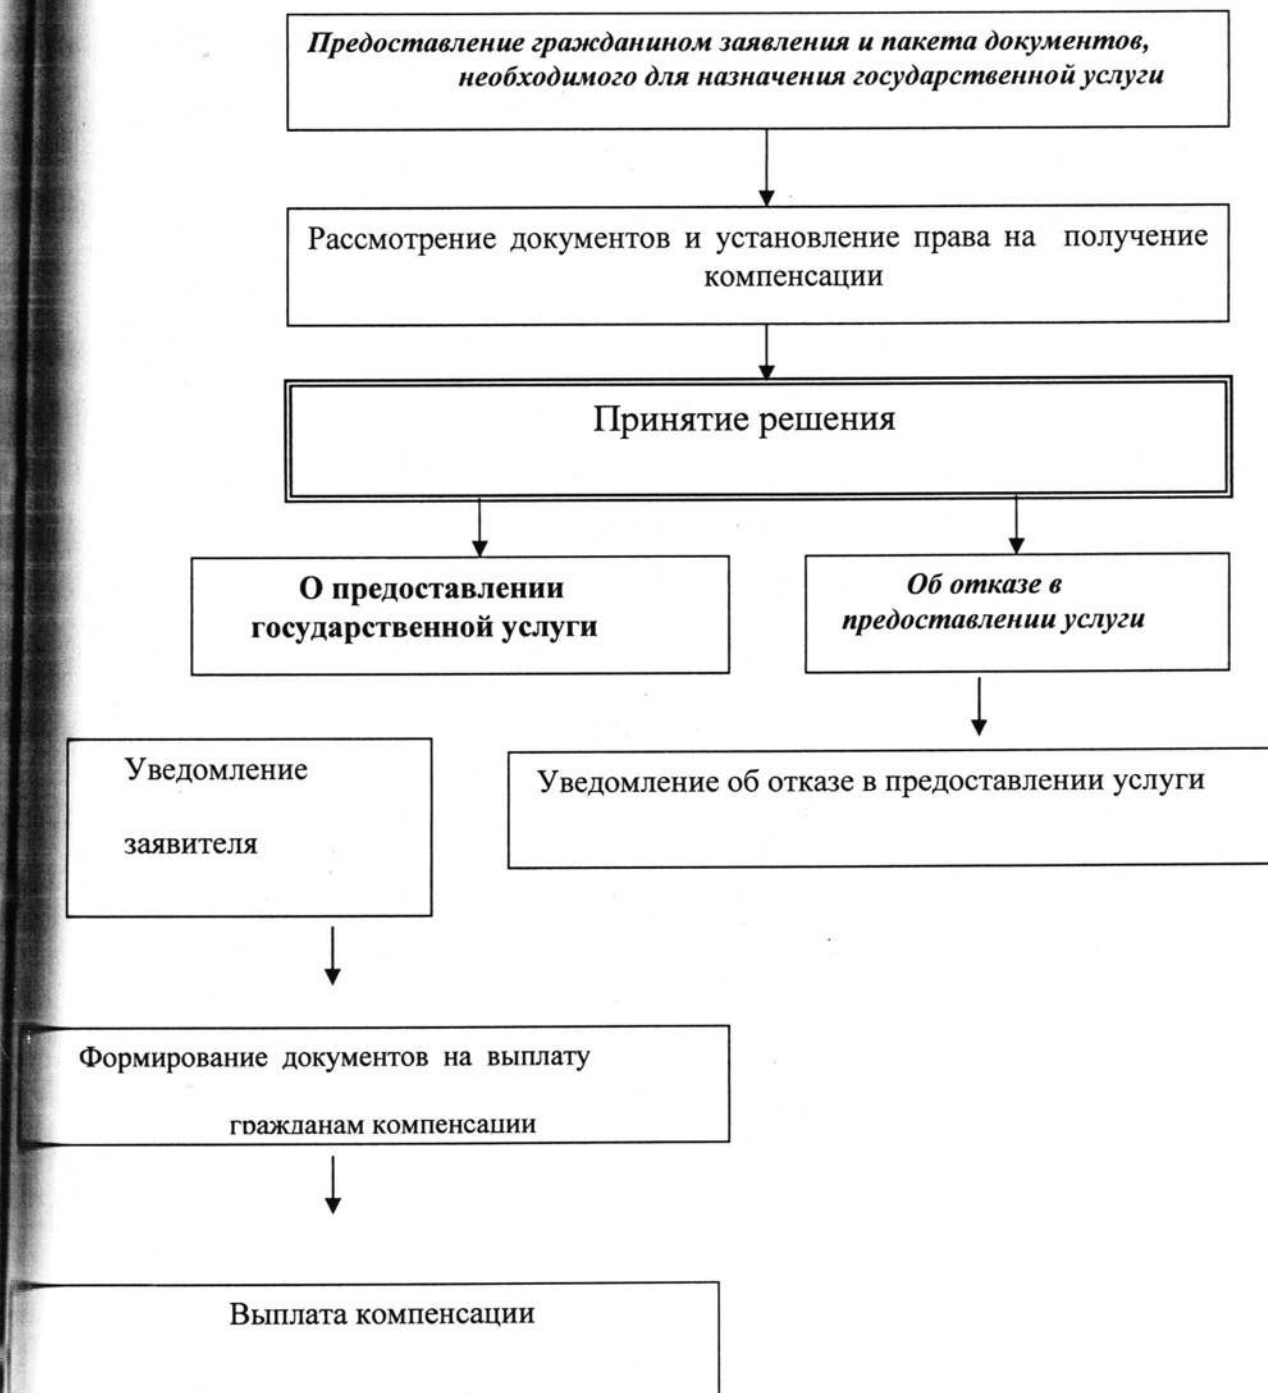 Предоставление гражданином заявления и пакета документов,
необходимого для назначения государственной услуги
Рассмотрение документов и установление права на получение
компенсации
Принятие решения
О предоставлении
государственной услуги
Об отказе в
предоставлении услуги
Уведомление
заявителя
Уведомление об отказе в предоставлении услуги
Формирование документов на выплату
гражданам компенсации
Выплата компенсации